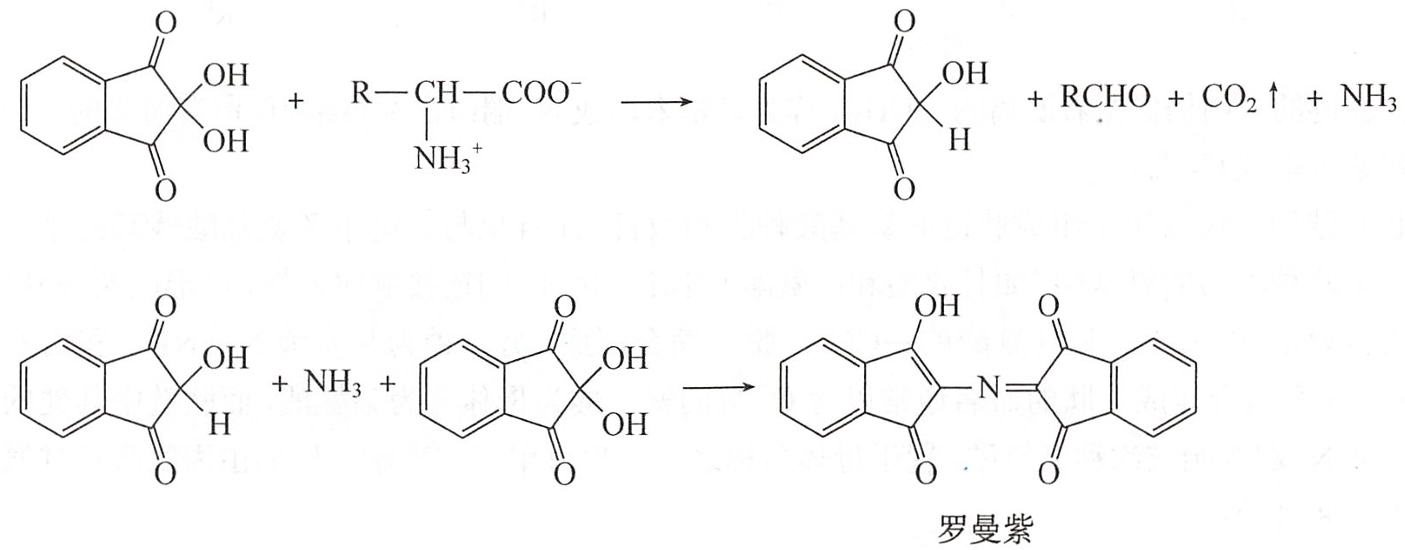 O
O
OH
OH
O
+
R—CH—COO⁻
NH₃⁺
OH
H
O
+ RCHO + CO₂↑ + NH₃
O
OH
H
O
+ NH₃ +
O
OH
OH
O
OH
O
N
O
O
罗曼紫